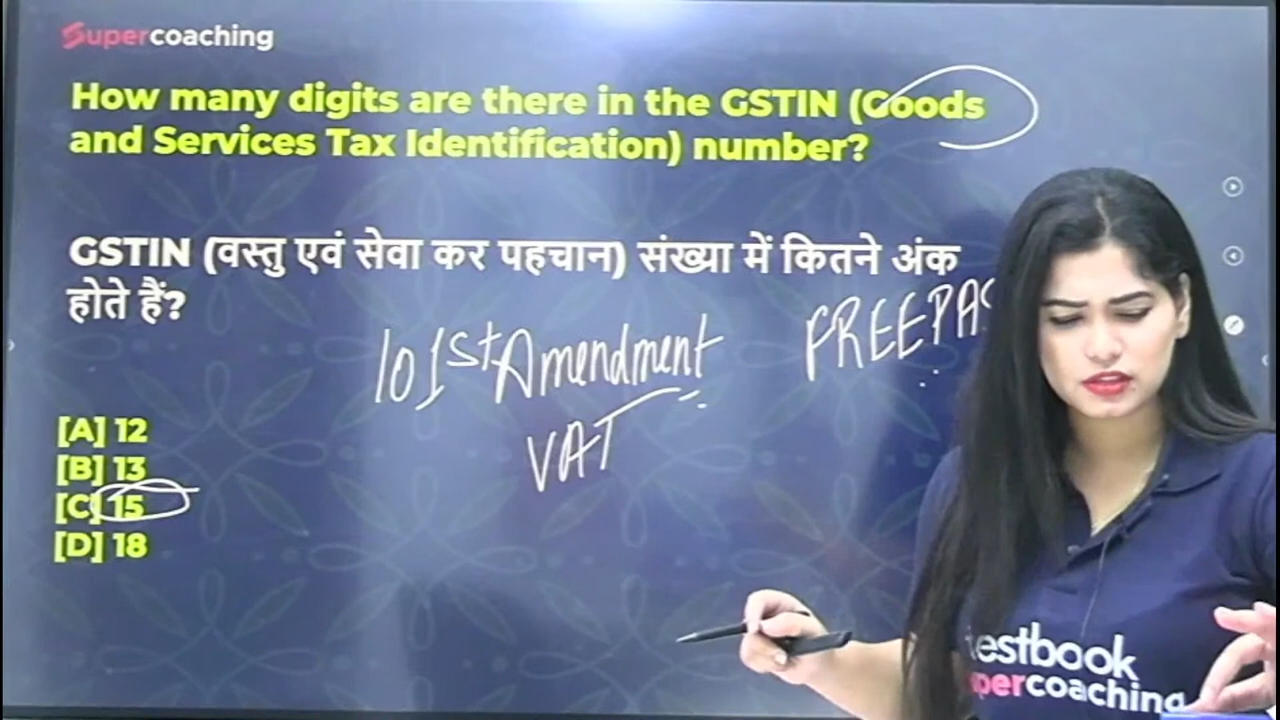 Supercoaching
How many digits are there in the GSTIN (Goods
and Services Tax Identification) number?
GSTIN (वस्तु एवं सेवा कर पहचान) संख्या में कितने अंक
होते हैं?
101st Amendment
FREEPAS
VAT
[A] 12
[B] 13
[C] 15
[D] 18
testbook
supercoaching